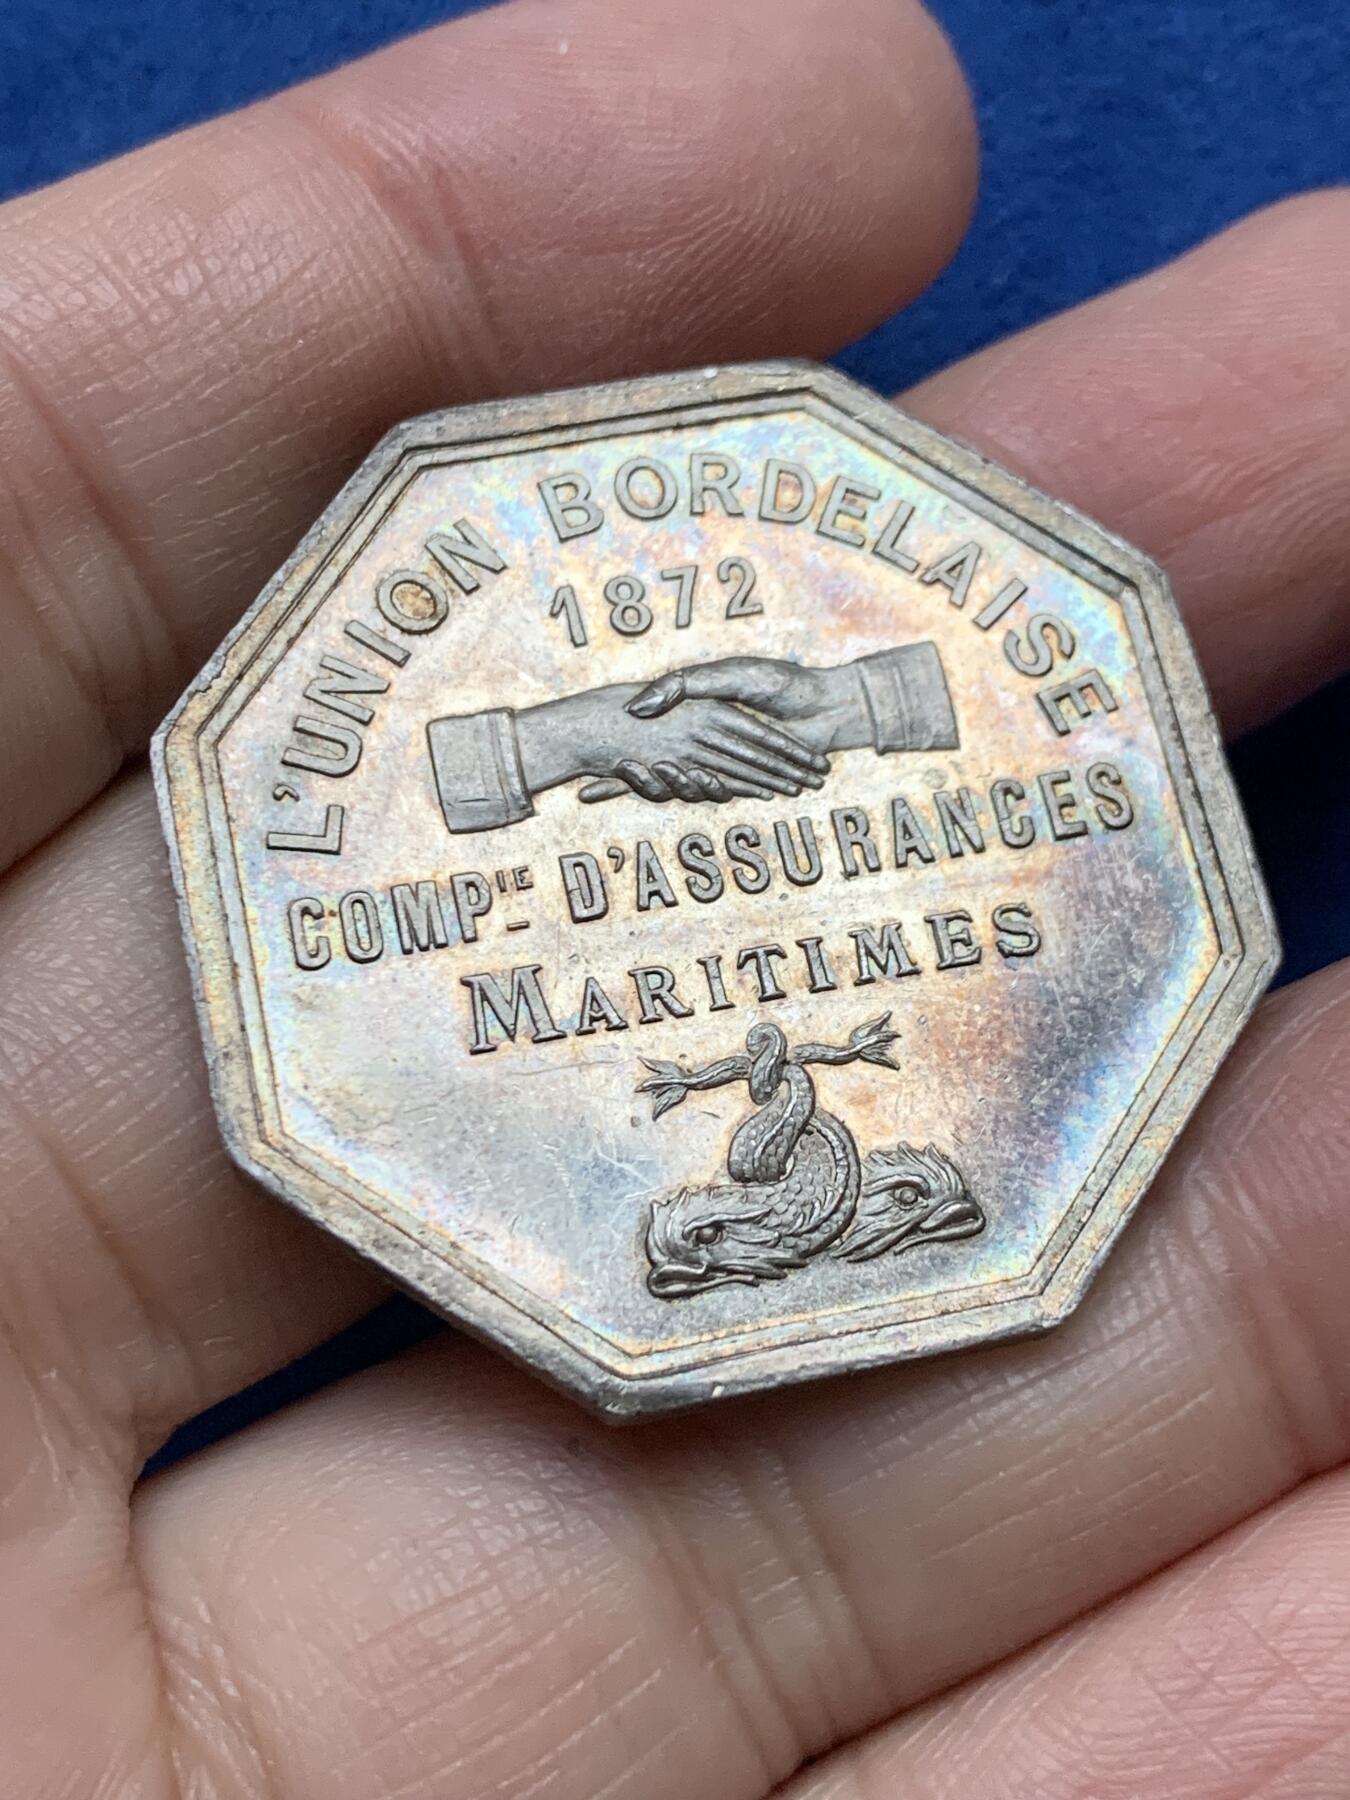 L'UNION BORDELAISE
1872
COMPIE D'ASSURANCES
MARITIMES